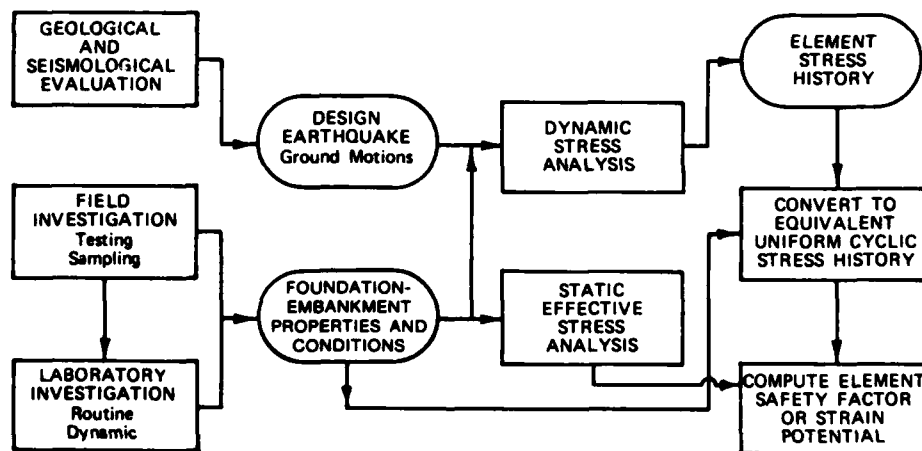 GEOLOGICAL
AND
SEISMOLOGICAL
EVALUATION
DESIGN
EARTHQUAKE
Ground Motions
DYNAMIC
STRESS
ANALYSIS
ELEMENT
STRESS
HISTORY
FIELD
INVESTIGATION
Testing
Sampling
FOUNDATION-
EMBANKMENT
PROPERTIES AND
CONDITIONS
STATIC
EFFECTIVE
STRESS
ANALYSIS
CONVERT TO
EQUIVALENT
UNIFORM CYCLIC
STRESS HISTORY
LABORATORY
INVESTIGATION
Routine
Dynamic
COMPUTE ELEMENT
SAFETY FACTOR
OR STRAIN
POTENTIAL